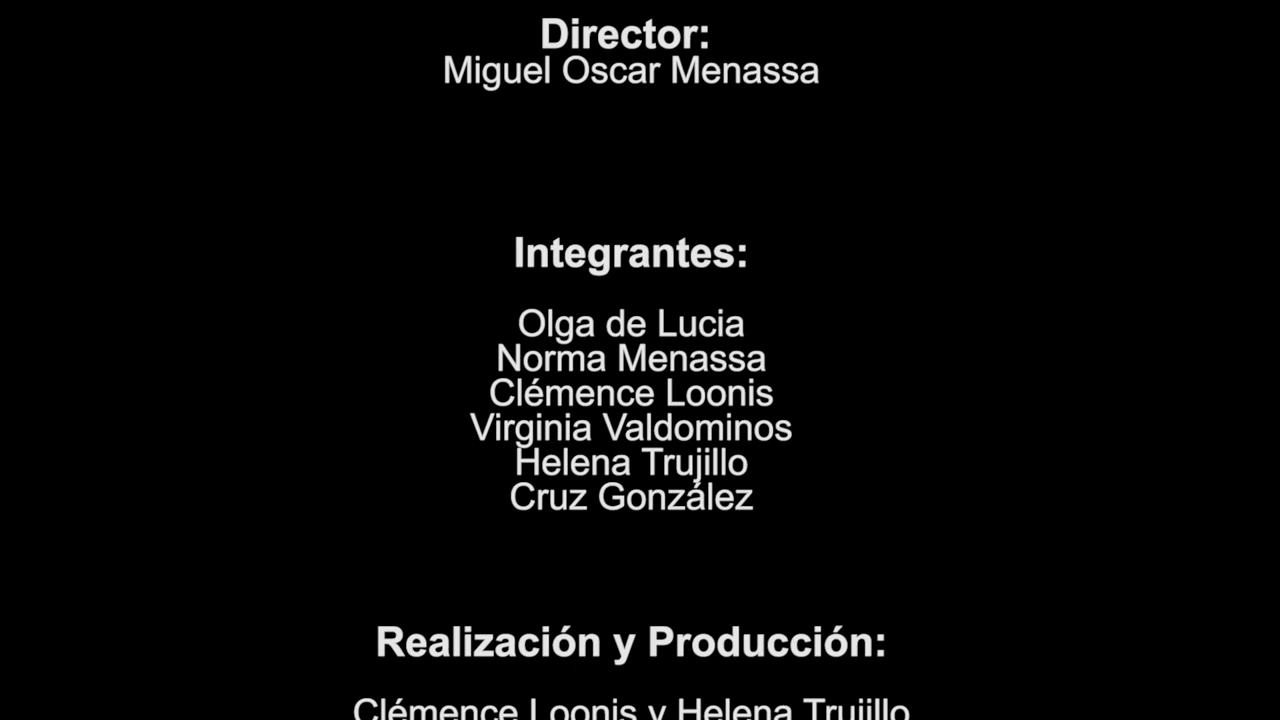 Director:
Miguel Oscar Menassa
Integrantes:
Olga de Lucia
Norma Menassa
Clémence Loonis
Virginia Valdominos
Helena Trujillo
Cruz González
Realización y Producción:
Clémence Loonis y Helena Trujillo